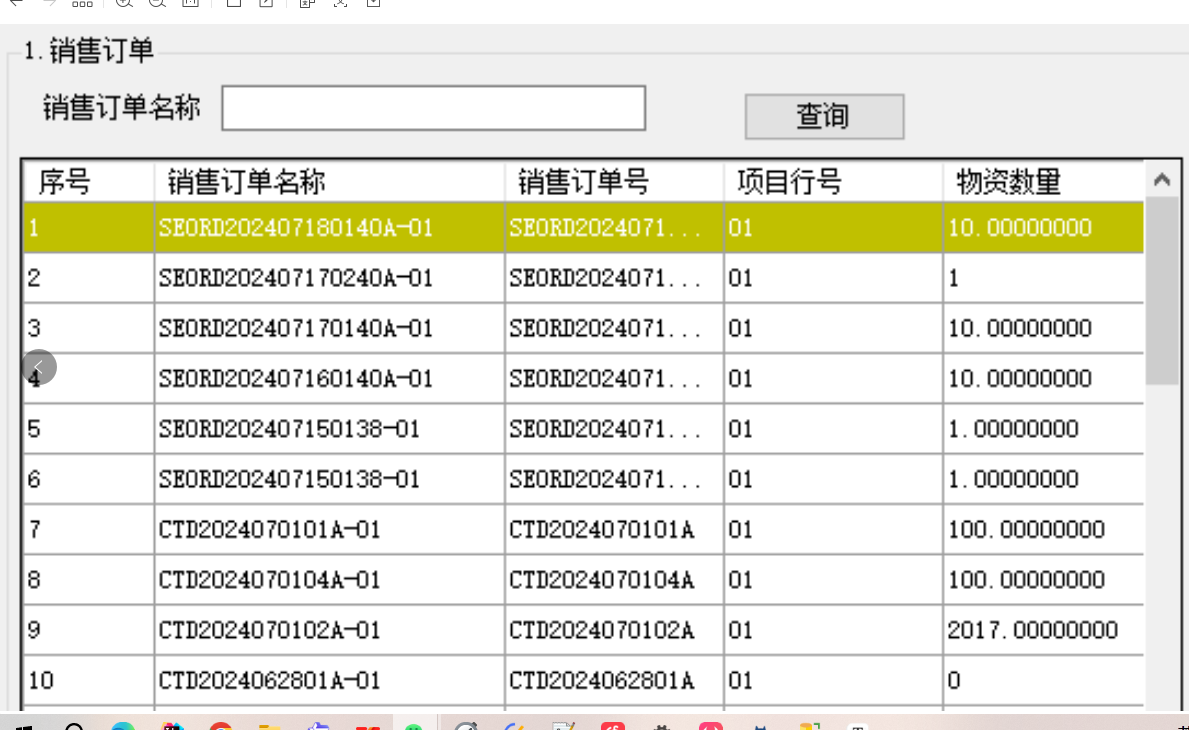 1.销售订单
销售订单名称 查询
序号 销售订单名称 销售订单号 项目行号 物资数量
1 SEORD202407180140A-01 SEORD2024071... 01 10.00000000
2 SEORD202407170240A-01 SEORD2024071... 01 1
3 SEORD202407170140A-01 SEORD2024071... 01 10.00000000
4 SEORD202407160140A-01 SEORD2024071... 01 10.00000000
5 SEORD202407150138-01 SEORD2024071... 01 1.00000000
6 SEORD202407150138-01 SEORD2024071... 01 1.00000000
7 CTD2024070101A-01 CTD2024070101A 01 100.00000000
8 CTD2024070104A-01 CTD2024070104A 01 100.00000000
9 CTD2024070102A-01 CTD2024070102A 01 2017.00000000
10 CTD2024062801A-01 CTD2024062801A 01 0